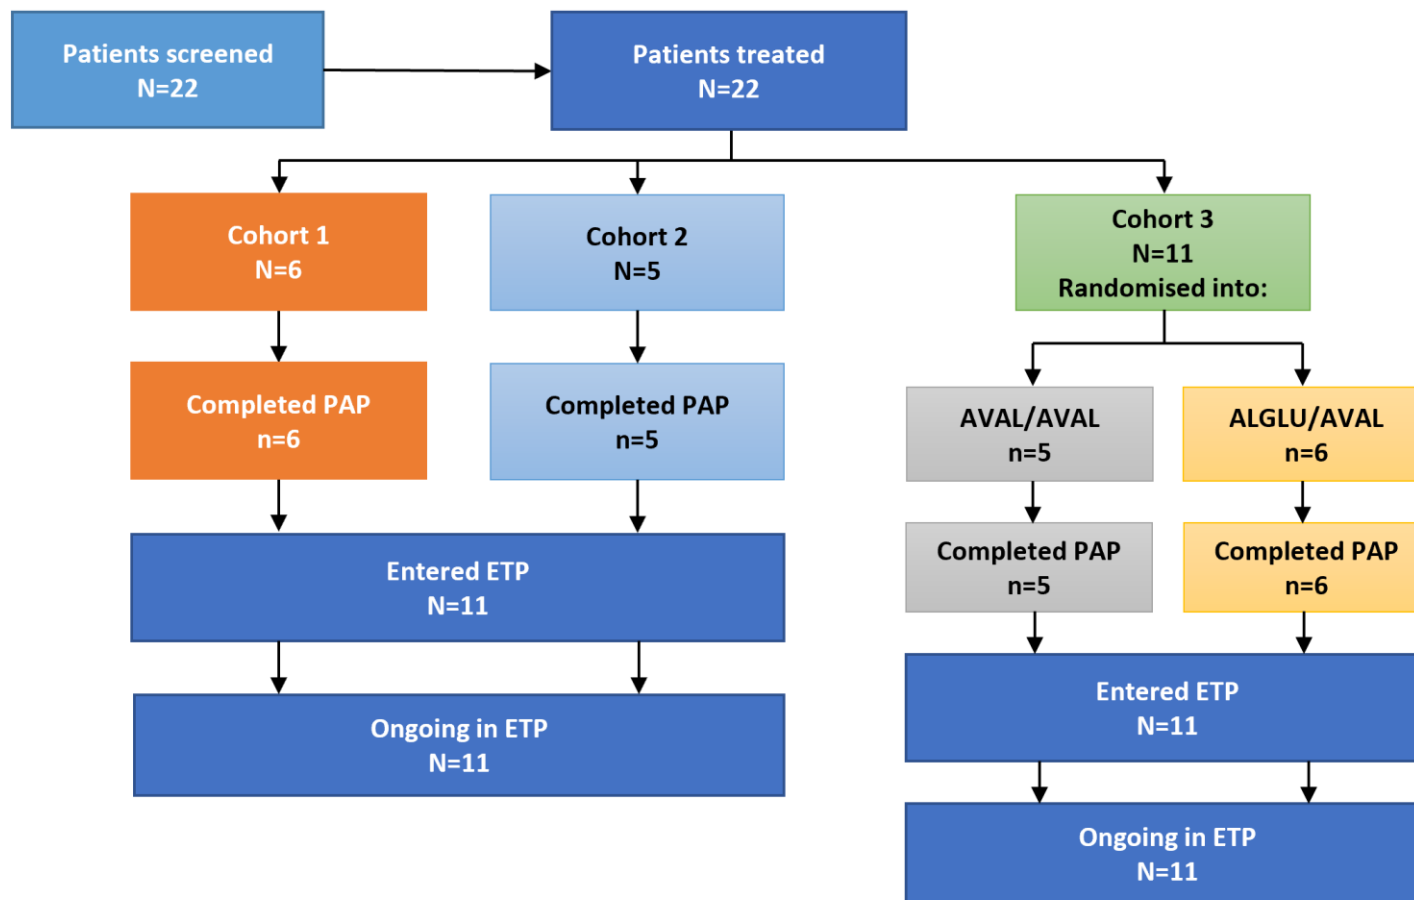 Patients screened
N=22
Patients treated
N=22
Cohort 1
N=6
Cohort 2
N=5
Cohort 3
N=11
Randomised into:
Completed PAP
n=6
Completed PAP
n=5
AVAL/AVAL
n=5
ALGLU/AVAL
n=6
Completed PAP
n=5
Completed PAP
n=6
Entered ETP
N=11
Entered ETP
N=11
Ongoing in ETP
N=11
Ongoing in ETP
N=11